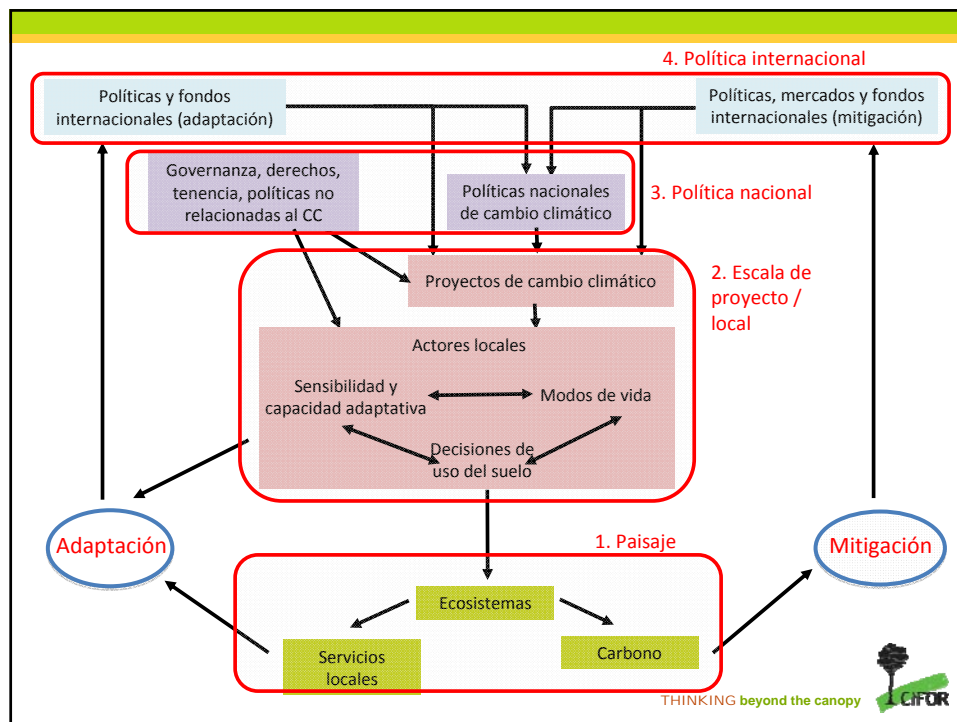 4. Política internacional
Políticas y fondos
internacionales (adaptación)
Políticas, mercados y fondos
internacionales (mitigación)
Governanza, derechos,
tenencia, políticas no
relacionadas al CC
Políticas nacionales
de cambio climático
3. Política nacional
Proyectos de cambio climático
2. Escala de
proyecto /
local
Actores locales
Sensibilidad y
capacidad adaptativa
Modos de vida
Decisiones de
uso del suelo
Adaptación
Mitigación
1. Paisaje
Ecosistemas
Servicios
locales
Carbono
THINKING beyond the canopy
CIFOR